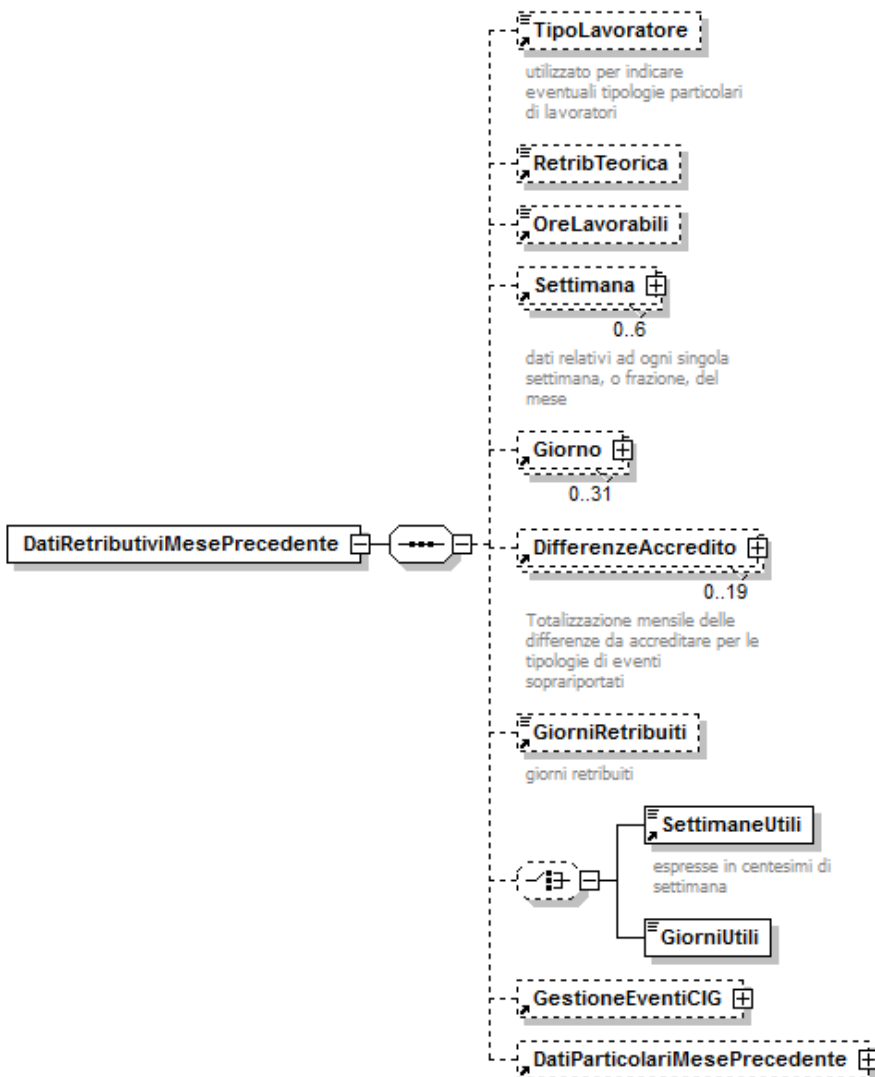 TipoLavoratore
utilizzato per indicare
eventuali tipologie particolari
di lavoratori
RetribTeorica
OreLavorabili
Settimana
0..6
dati relativi ad ogni singola
settimana, o frazione, del
mese
Giorno
0..31
DatiRetributiviMesePrecedente
DifferenzeAccredito
0..19
Totalizzazione mensile delle
differenze da accreditare per le
tipologie di eventi
soprariportati
GiorniRetribuiti
giorni retribuiti
SettimaneUtili
espresse in centesimi di
settimana
GiorniUtili
GestioneEventiCIG
DatiParticolariMesePrecedente